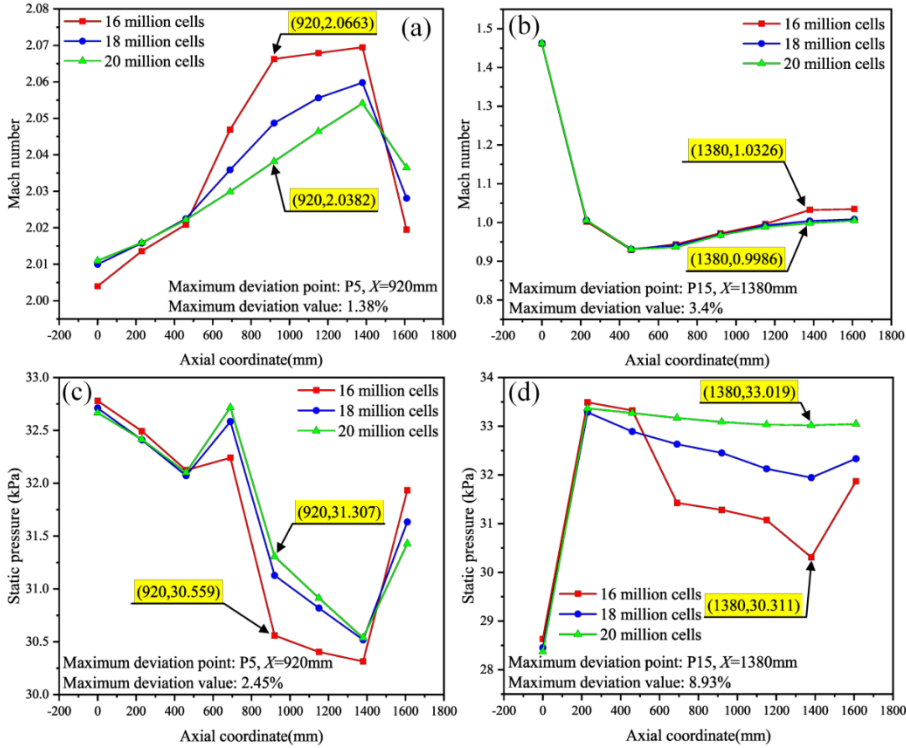 (a)
16 million cells
18 million cells
20 million cells
(920,2.0663)
(920,2.0382)
Maximum deviation point: P5, X=920mm
Maximum deviation value: 1.38%
Mach number
2.07
2.06
2.05
2.04
2.03
2.02
2.01
2.00
-200 0 200 400 600 800 1000 1200 1400 1600 1800
Axial coordinate(mm)
(b)
16 million cells
18 million cells
20 million cells
(1380,1.0326)
(1380,0.9986)
Maximum deviation point: P15, X=1380mm
Maximum deviation value: 3.4%
Mach number
1.5
1.4
1.3
1.2
1.1
1.0
0.9
0.8
-200 0 200 400 600 800 1000 1200 1400 1600 1800
Axial coordinate(mm)
(c)
16 million cells
18 million cells
20 million cells
(920,31.307)
(920,30.559)
Maximum deviation point: P5, X=920mm
Maximum deviation value: 2.45%
Static pressure (kPa)
33.0
32.5
32.0
31.5
31.0
30.5
30.0
-200 0 200 400 600 800 1000 1200 1400 1600 1800
Axial coordinate(mm)
(d)
(1380,33.019)
16 million cells
18 million cells
20 million cells
(1380,30.311)
Maximum deviation point: P15, X=1380mm
Maximum deviation value: 8.93%
Static pressure (kPa)
34
33
32
31
30
29
28
-200 0 200 400 600 800 1000 1200 1400 1600 1800
Axial coordinate(mm)